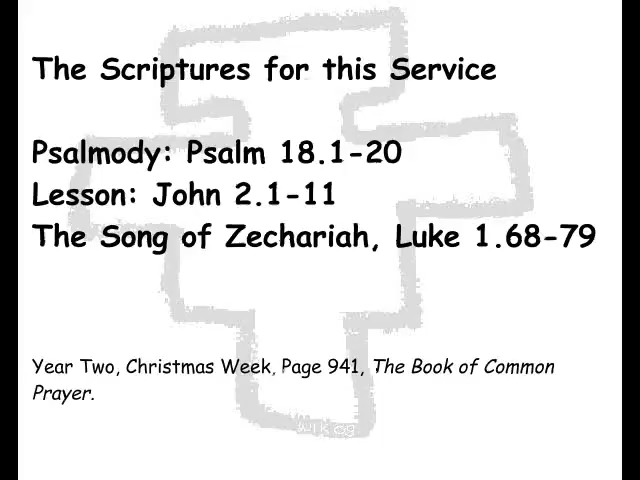 The Scriptures for this Service
Psalmody: Psalm 18.1-20
Lesson: John 2.1-11
The Song of Zechariah, Luke 1.68-79
Year Two, Christmas Week, Page 941, The Book of Common
Prayer.